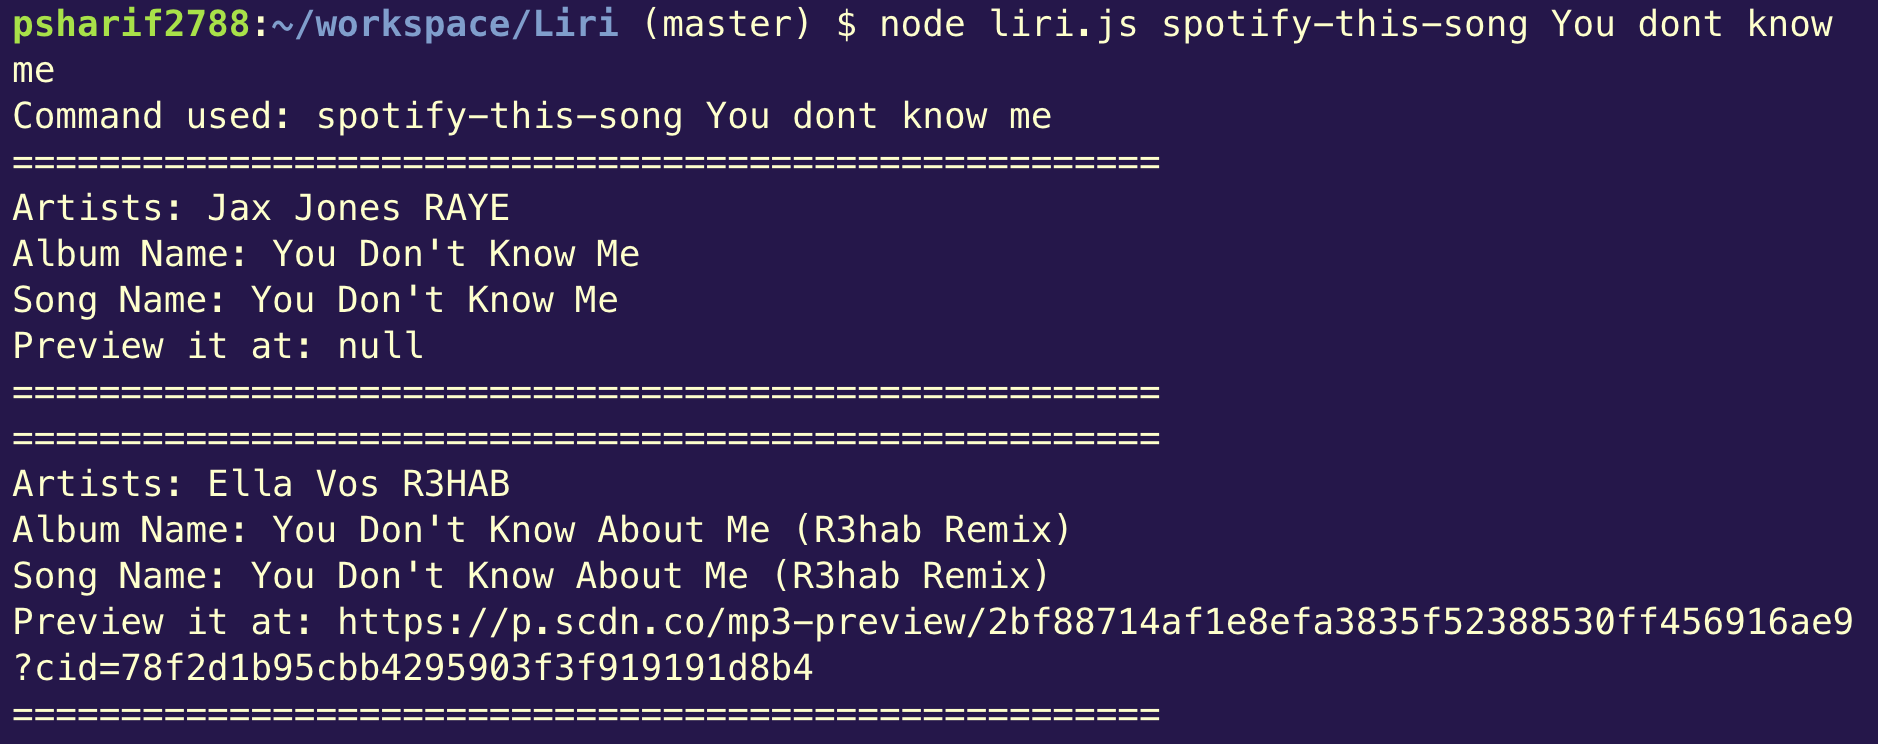 psharif2788:~/workspace/Liri (master) $ node liri.js spotify-this-song You dont know
me
Command used: spotify-this-song You dont know me
=====================================================
Artists: Jax Jones RAYE
Album Name: You Don't Know Me
Song Name: You Don't Know Me
Preview it at: null
=====================================================
=====================================================
Artists: Ella Vos R3HAB
Album Name: You Don't Know About Me (R3hab Remix)
Song Name: You Don't Know About Me (R3hab Remix)
Preview it at: https://p.scdn.co/mp3-preview/2bf88714af1e8efa3835f52388530ff456916ae9
?cid=78f2d1b95cbb4295903f3f919191d8b4
=====================================================